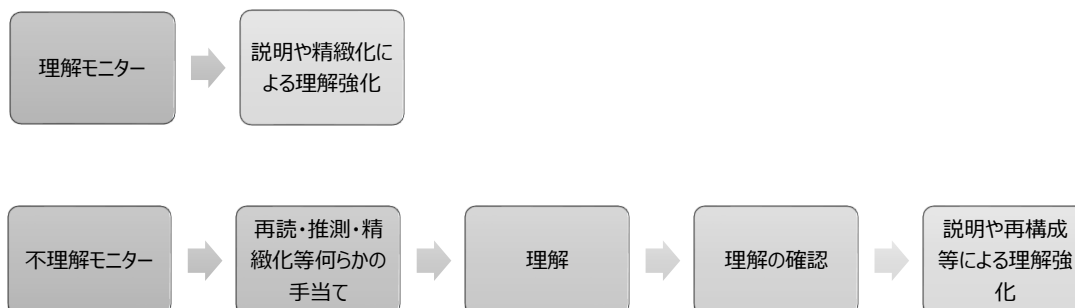 理解モニター
説明や精緻化に
よる理解強化
不理解モニター
再読・推測・精
緻化等何らかの
手当て
理解
理解の確認
説明や再構成
等による理解強
化